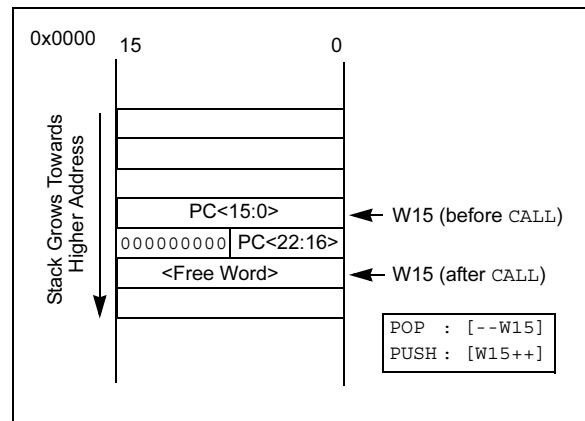 0x0000
15 0
Stack Grows Towards
Higher Address
PC<15:0>
W15 (before CALL)
000000000 PC<22:16>
<Free Word>
W15 (after CALL)
POP : [--W15]
PUSH : [W15++]